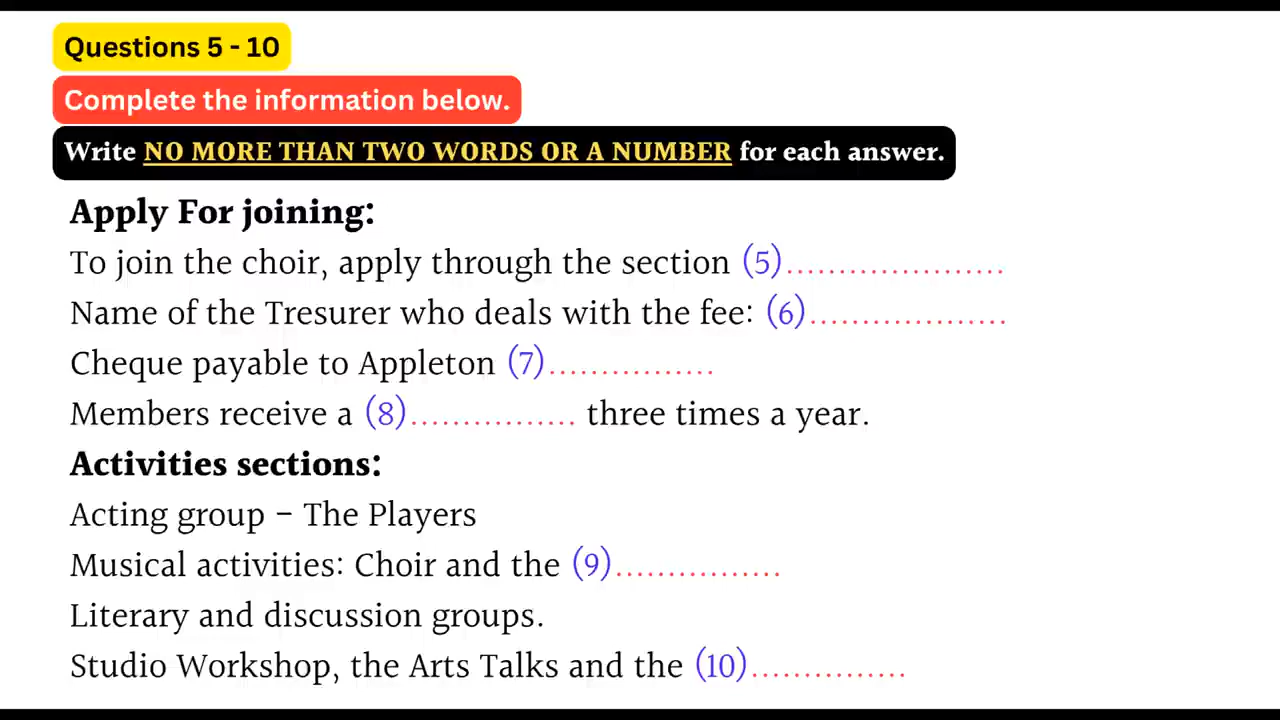 Questions 5 - 10
Complete the information below.
Write NO MORE THAN TWO WORDS OR A NUMBER for each answer.
Apply For joining:
To join the choir, apply through the section (5).....................
Name of the Tresurer who deals with the fee: (6)...................
Cheque payable to Appleton (7)................
Members receive a (8)................ three times a year.
Activities sections:
Acting group – The Players
Musical activities: Choir and the (9)................
Literary and discussion groups.
Studio Workshop, the Arts Talks and the (10)...............